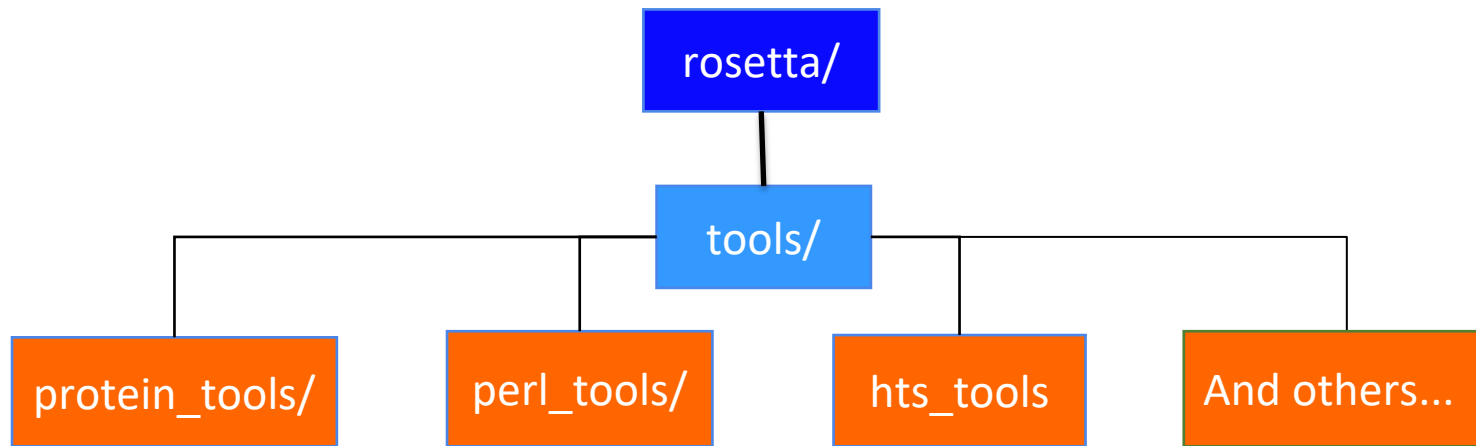 rosetta/
tools/
protein_tools/
perl_tools/
hts_tools
And others...